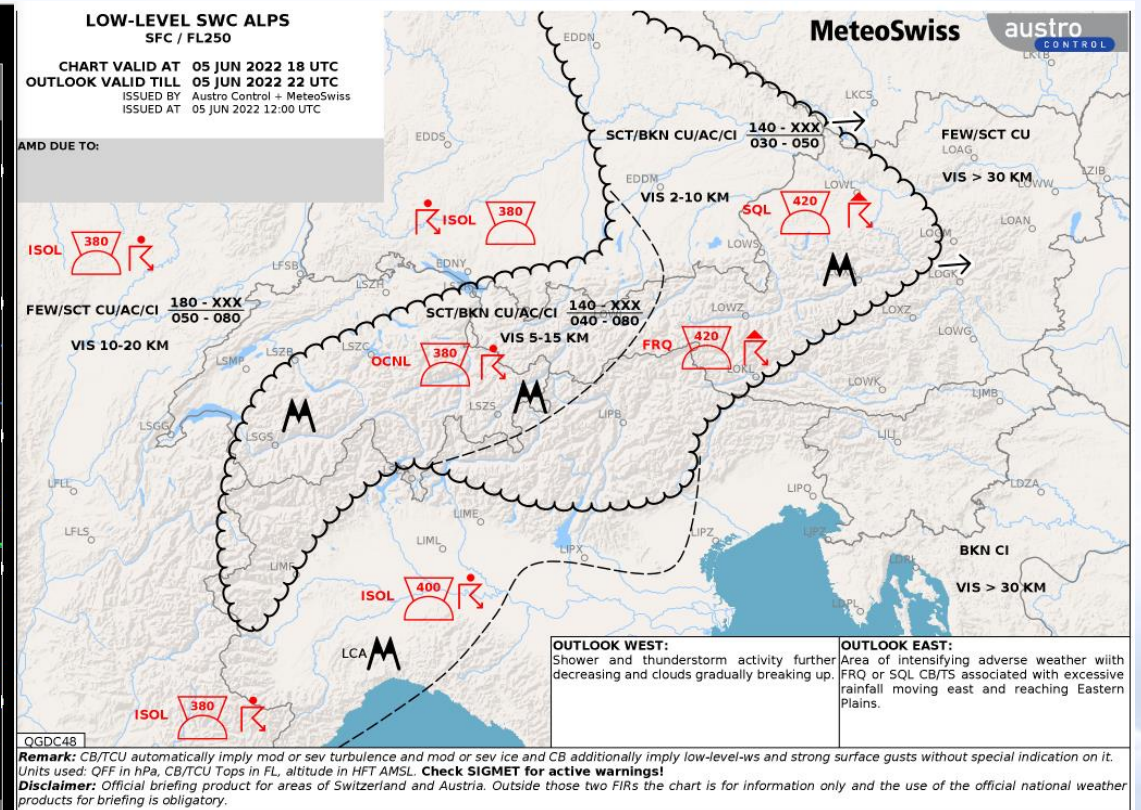 LOW-LEVEL SWC ALPS
SFC / FL250
CHART VALID AT 05 JUN 2022 18 UTC
OUTLOOK VALID TILL 05 JUN 2022 22 UTC
ISSUED BY Austro Control + MeteoSwiss
ISSUED AT 05 JUN 2022 12:00 UTC
AMD DUE TO:
MeteoSwiss
austro
CONTROL
EDDN
LKTB
LKCS
EDDS
SCT/BKN CU/AC/CI 140 - XXX
030 - 050
FEW/SCT CU
LOAG
VIS > 30 KM
LZIB
LOWW
EDDM
VIS 2-10 KM
LOWL
SQL 420
ISOL 380
ISOL 380
LOAN
LOWS
LFSB
EDNY
LSZH
LOGK
FEW/SCT CU/AC/CI 180 - XXX
050 - 080
SCT/BKN CU/AC/CI 140 - XXX
040 - 080
LOWZ
LOXZ
LOWG
VIS 10-20 KM
VIS 5-15 KM
FRQ 420
LSZB
LSZC
LSMP
OCNL 380
LOKL
LOWK
LJMB
LSGG
LSGS
LSZS
LIPB
LJLJ
LFLL
LIPO
LDZA
LFLS
LIME
LIML
LIPX
LIPZ
BKN CI
VIS > 30 KM
ISOL 400
LDPL
LCA
ISOL 380
OUTLOOK WEST:
Shower and thunderstorm activity further
decreasing and clouds gradually breaking up.
OUTLOOK EAST:
Area of intensifying adverse weather wiith
FRQ or SQL CB/TS associated with excessive
rainfall moving east and reaching Eastern
Plains.
QGDC48
Remark: CB/TCU automatically imply mod or sev turbulence and mod or sev ice and CB additionally imply low-level-ws and strong surface gusts without special indication on it.
Units used: QFF in hPa, CB/TCU Tops in FL, altitude in HFT AMSL. Check SIGMET for active warnings!
Disclaimer: Official briefing product for areas of Switzerland and Austria. Outside those two FIRs the chart is for information only and the use of the official national weather
products for briefing is obligatory.